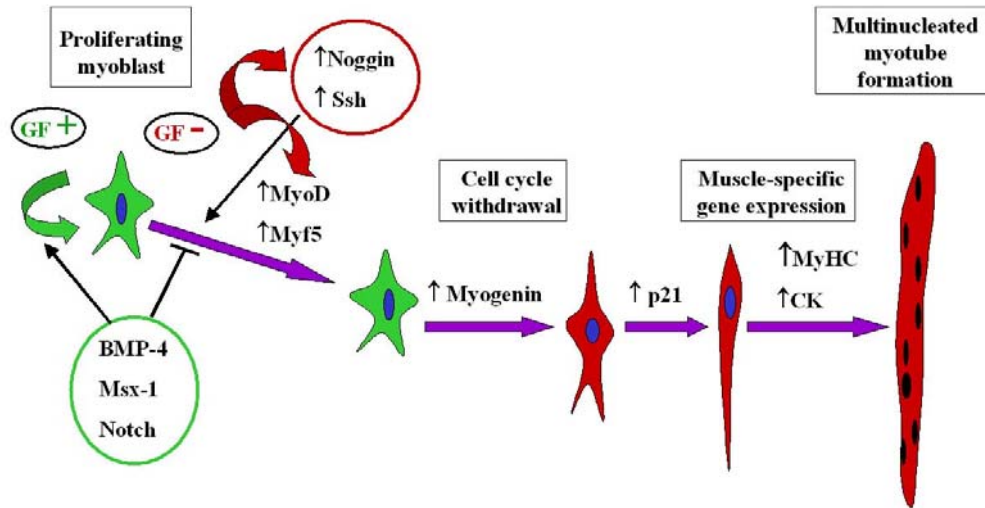 Proliferating
myoblast
GF +
GF -
↑Noggin
↑ Ssh
↑MyoD
↑Myf5
BMP-4
Msx-1
Notch
Cell cycle
withdrawal
↑ Myogenin
↑ p21
Muscle-specific
gene expression
↑MyHC
↑CK
Multinucleated
myotube
formation